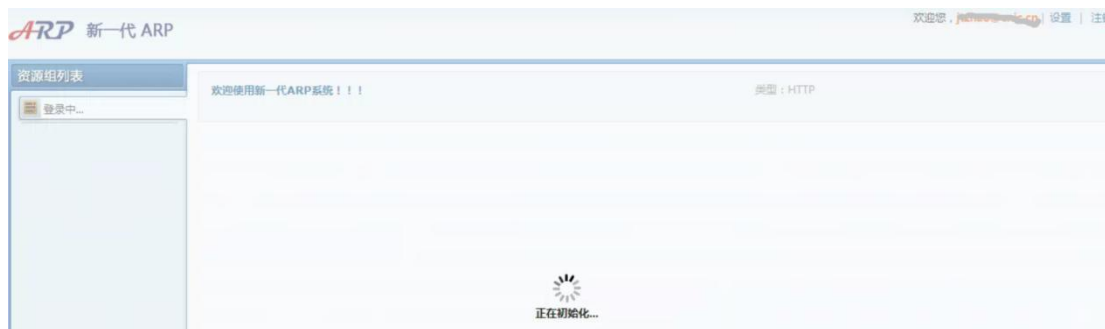 ARP 新一代 ARP
欢迎您， | 设置 | 注
资源组列表
登录中...
欢迎使用新一代ARP系统！！！
类型：HTTP
正在初始化...